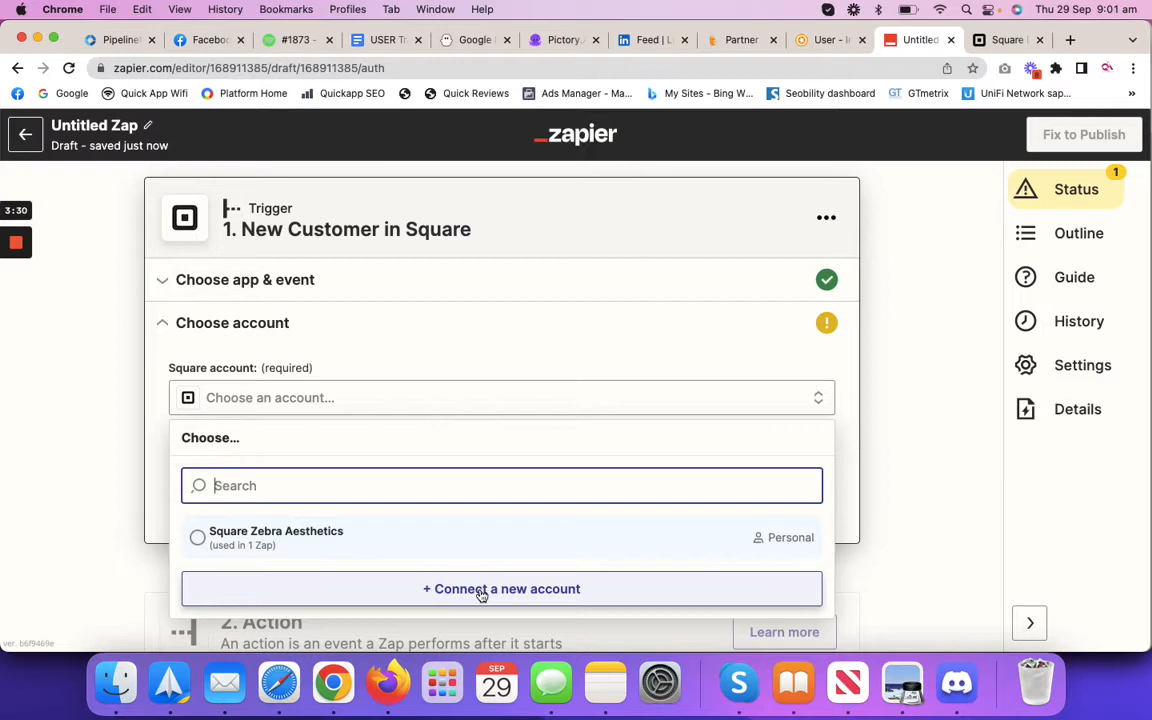 Chrome File Edit View History Bookmarks Profiles Tab Window Help Thu 29 Sep 9:01 am
Pipeline Faceboo #1873 - USER Tr Google Pictory. Feed | L Partner User - I Untitled Square
zapier.com/editor/168911385/draft/168911385/auth
8
Google Quick App Wifi Platform Home Quickapp SEO Quick Reviews Ads Manager - Ma... My Sites - Bing W... Seobility dashboard GTmetrix UniFi Network sap...
Untitled Zap
Draft - saved just now
_zapier
Fix to Publish
3:30
Trigger
1. New Customer in Square
Choose app & event
Choose account
Square account: (required)
Choose an account...
Choose...
Search
Square Zebra Aesthetics
(used in 1 Zap)
Personal
+ Connect a new account
2. Action
An action is an event a Zap performs after it starts
Learn more
1
Status
Outline
Guide
History
Settings
Details
ver. b6f9469e
SEP
29